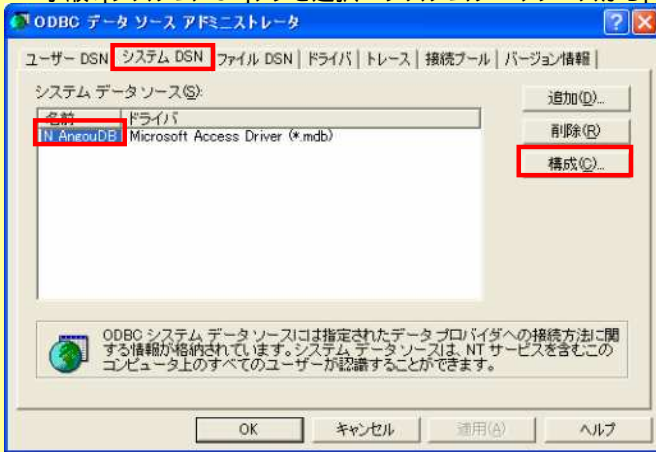 ODBC データ ソース アドミニストレータ
ユーザー DSN システム DSN ファイル DSN ドライバ トレース 接続プール バージョン情報
システム データソース(S):
追加(D)...
名前 ドライバ
N_AngouDB Microsoft Access Driver (*.mdb)
削除(R)
構成(C)...
ODBC システム データ ソースには指定されたデータ プロバイダへの接続方法に関
する情報が格納されています。システム データ ソースは、NT サービスを含むこの
コンピュータ上のすべてのユーザーが認識することができます。
OK キャンセル 適用(A) ヘルプ